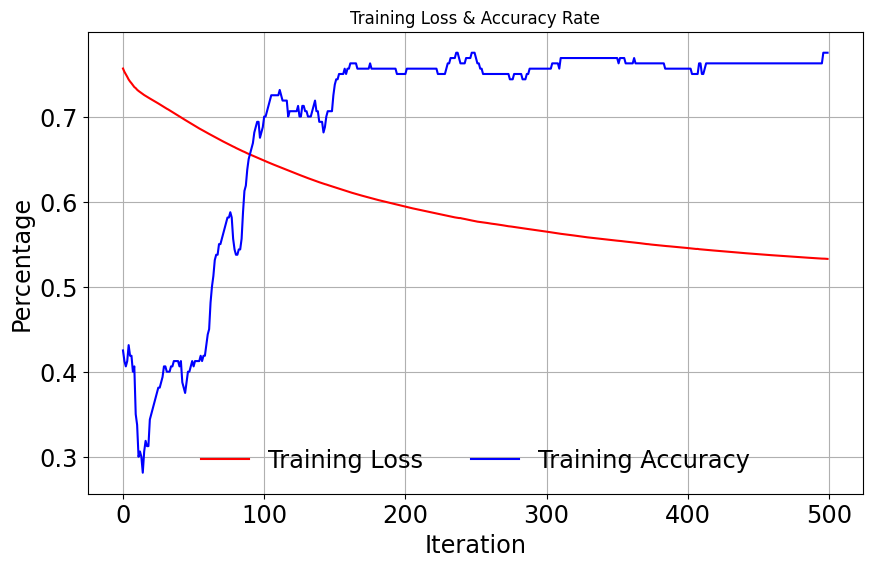 Training Loss & Accuracy Rate
Percentage
0.7
0.6
0.5
0.4
0.3
Training Loss
Training Accuracy
0 100 200 300 400 500
Iteration